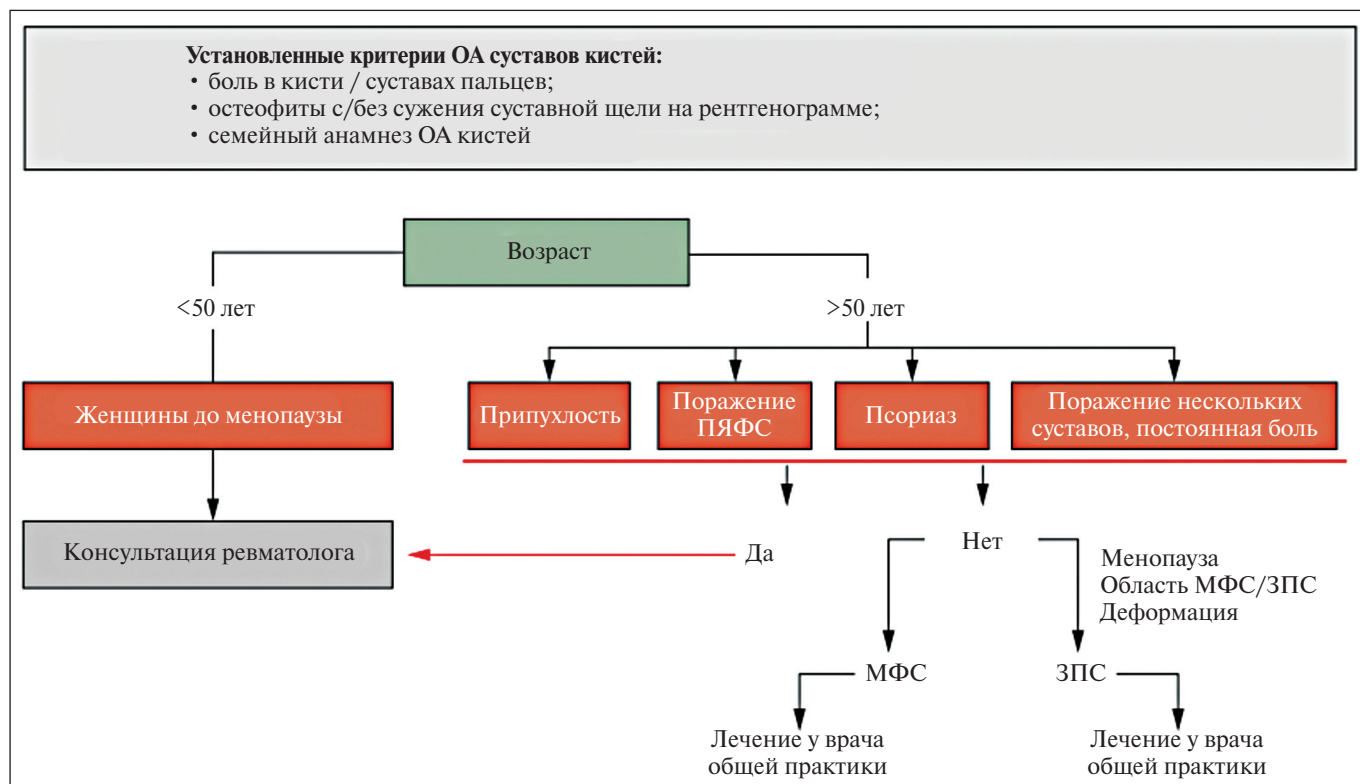 Установленные критерии ОА суставов кистей:
• боль в кисти / суставах пальцев;
• остеофиты с/без сужения суставной щели на рентгенограмме;
• семейный анамнез ОА кистей
Возраст
<50 лет
>50 лет
Женщины до менопаузы
Припухлость
Поражение
ПЯФС
Псориаз
Поражение нескольких
суставов, постоянная боль
Консультация ревматолога
Да
Нет
Менопауза
Область МФС/ЗПС
Деформация
МФС
ЗПС
Лечение у врача
общей практики
Лечение у врача
общей практики